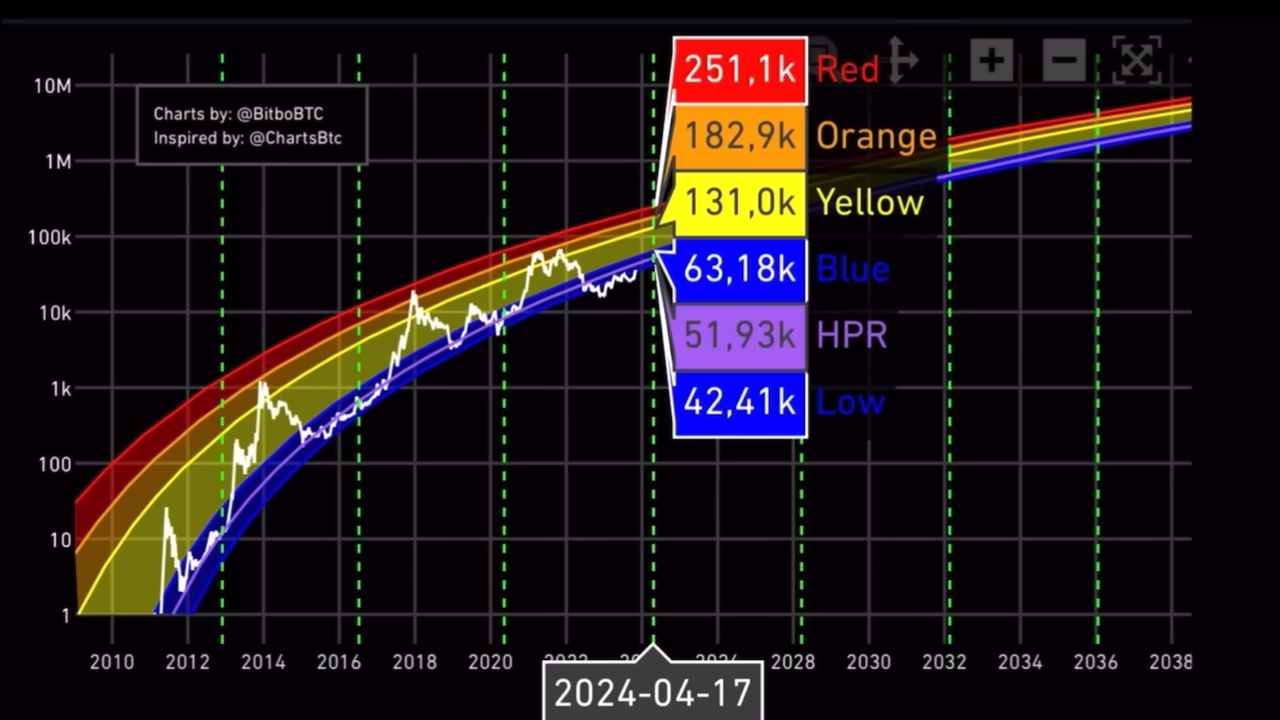 251,1k Red
10M
Charts by: @BitboBTC
182,9k Orange
Inspired by: @ChartsBtc
1M
131,0k Yellow
100k
63,18k Blue
10k
51,93k HPR
1k
42,41k Low
100
10
1
2010 2012 2014 2016 2018 2020 2028 2030 2032 2034 2036 2038
2024-04-17